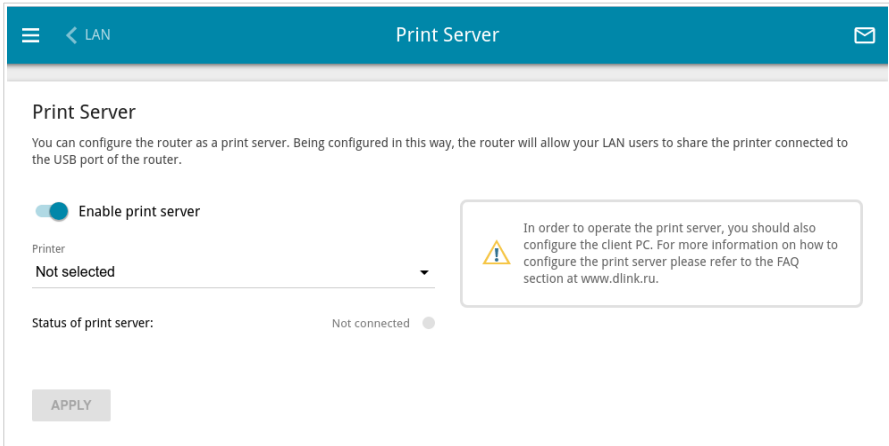 LAN
Print Server
Print Server
You can configure the router as a print server. Being configured in this way, the router will allow your LAN users to share the printer connected to
the USB port of the router.
Enable print server
Printer
Not selected
In order to operate the print server, you should also
configure the client PC. For more information on how to
configure the print server please refer to the FAQ
section at www.dlink.ru.
Status of print server:
Not connected
APPLY